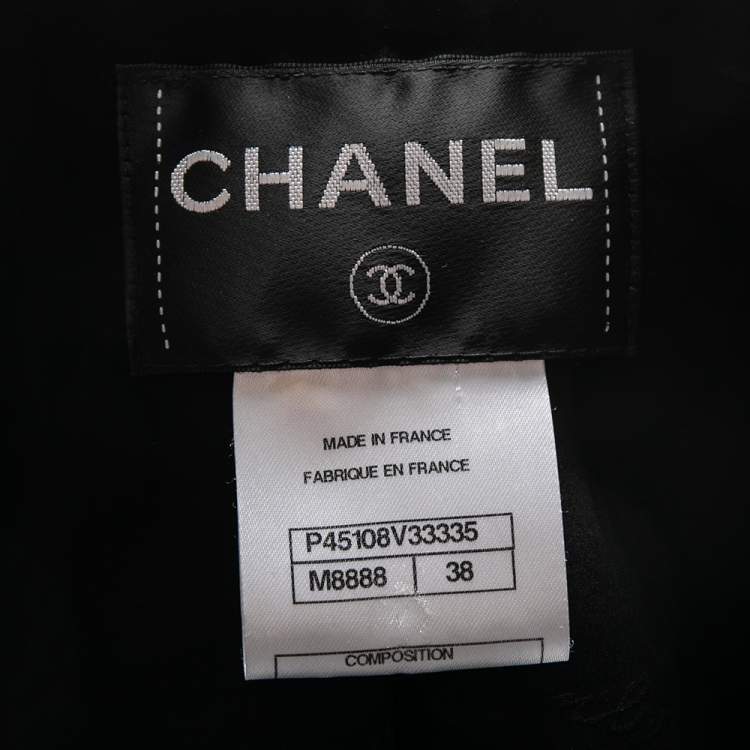 CHANEL
MADE IN FRANCE
FABRIQUE EN FRANCE
P45108V33335
M8888 38
COMPOSITION